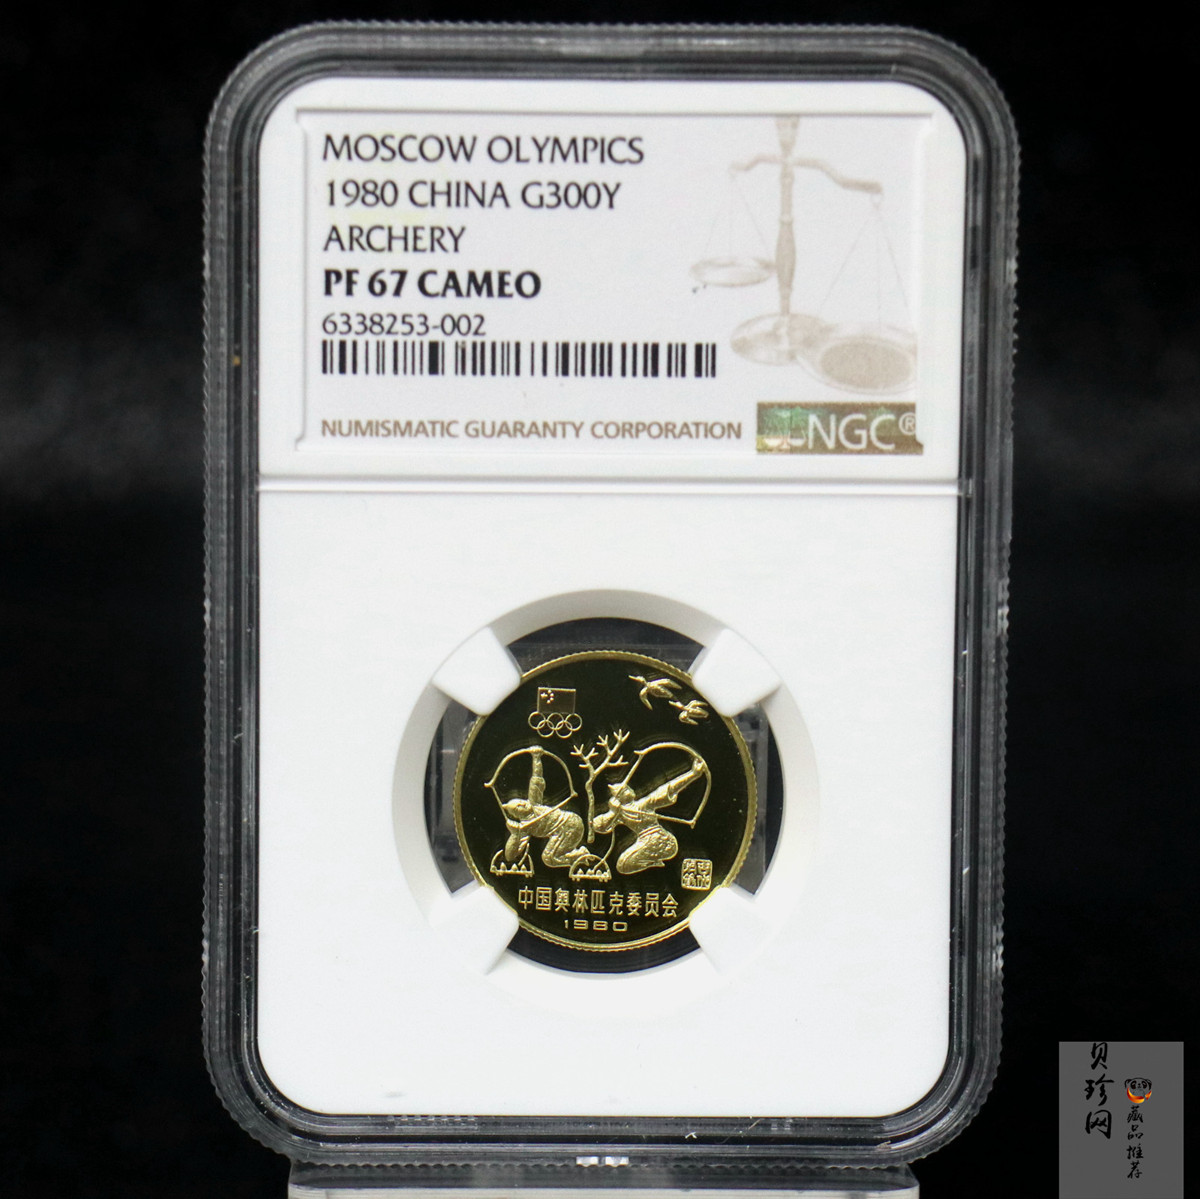 MOSCOW OLYMPICS
1980 CHINA G300Y
ARCHERY
PF 67 CAMEO
6338253-002
NUMISMATIC GUARANTY CORPORATION
NGC®
中国奥林匹克委员会
1980
贝珍网
藏品推荐